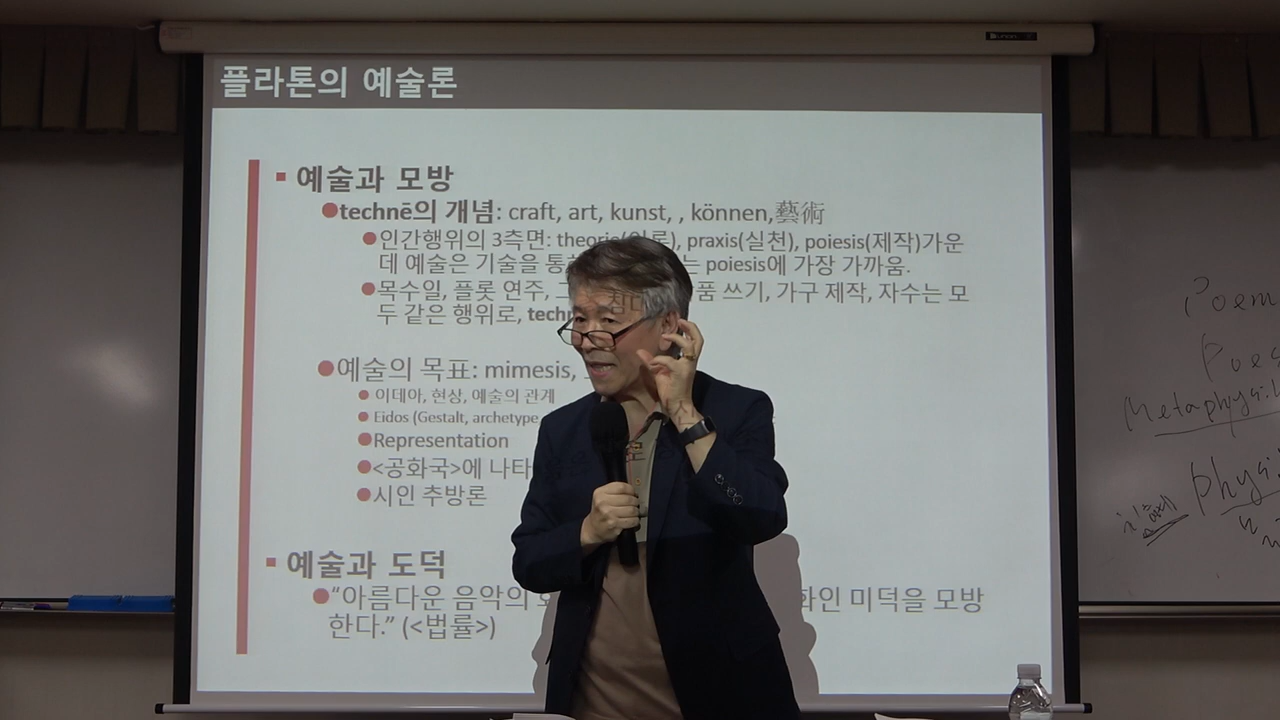 플라톤의 예술론
예술과 모방
technē의 개념: craft, art, kunst, , können,藝術
인간행위의 3측면: theoria(이론), praxis(실천), poiesis(제작)가운
데 예술은 기술을 통 는 poiesis에 가장 가까움.
목수일, 플롯 연주, 품 쓰기, 가구 제작, 자수는 모
두 같은 행위로, tech
예술의 목표: mimesis,
이데아, 현상, 예술의 관계
Eidos (Gestalt, archetype
Representation
<공화국>에 나타
시인 추방론
예술과 도덕
"아름다운 음악의 화인 미덕을 모방
한다." (<법률>)
Poem
Poes
Metaphysi
physi